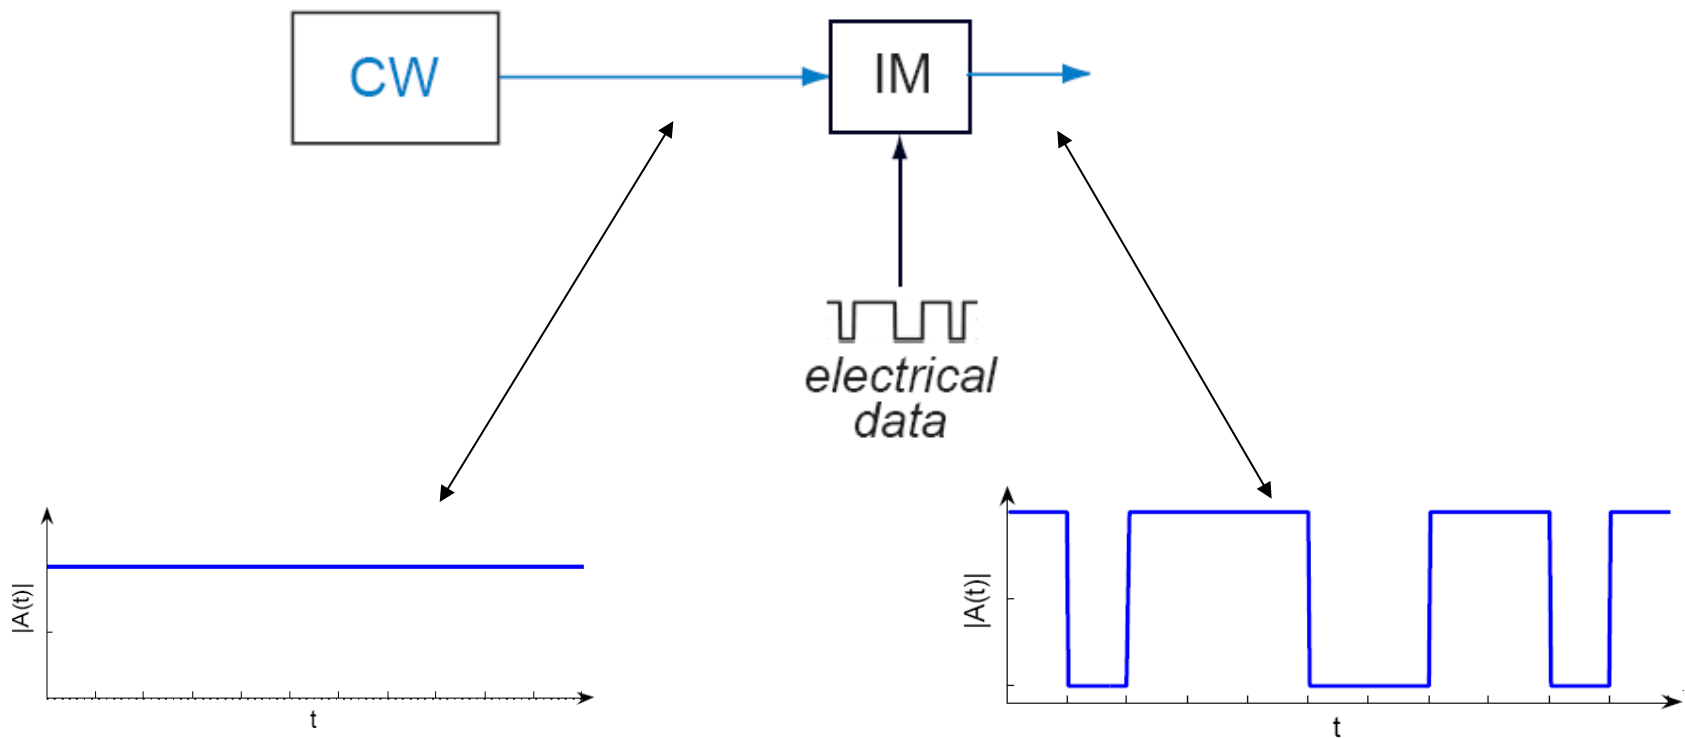 CW
IM
electrical
data
|A(t)|
t
|A(t)|
t